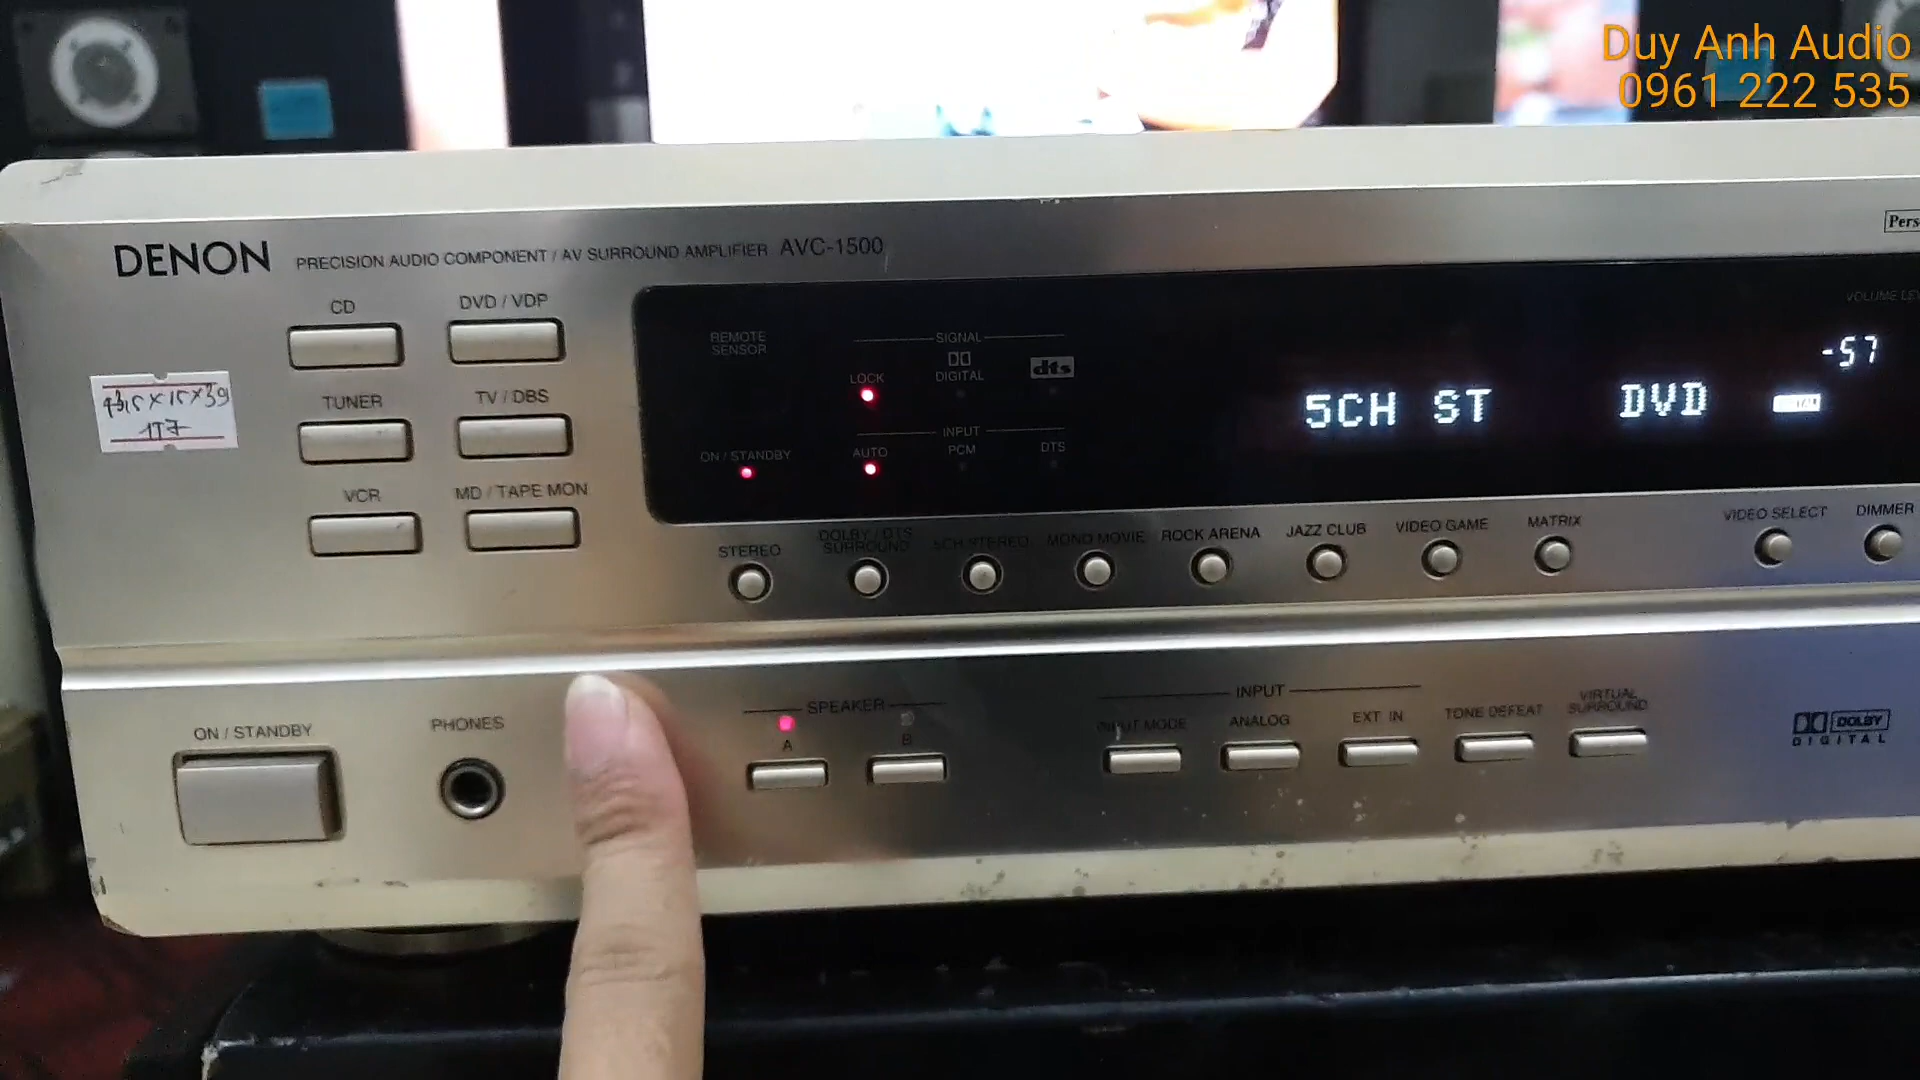 Duy Anh Audio
0961 222 535
DENON PRECISION AUDIO COMPONENT / AV SURROUND AMPLIFIER AVC-1500
CD DVD / VDP
TUNER TV / DBS
VCR MD / TAPE MON
REMOTE SENSOR
SIGNAL
LOCK DIGITAL dts
INPUT
ON / STANDBY AUTO PCM DTS
-57
5CH ST DVD
STEREO DOLBY / DTS SURROUND 5CH STEREO MONO MOVIE ROCK ARENA JAZZ CLUB VIDEO GAME MATRIX VIDEO SELECT DIMMER
ON / STANDBY PHONES
SPEAKER
A B
INPUT
INPUT MODE ANALOG EXT. IN TONE DEFEAT VIRTUAL SURROUND
DOLBY
DIGITAL